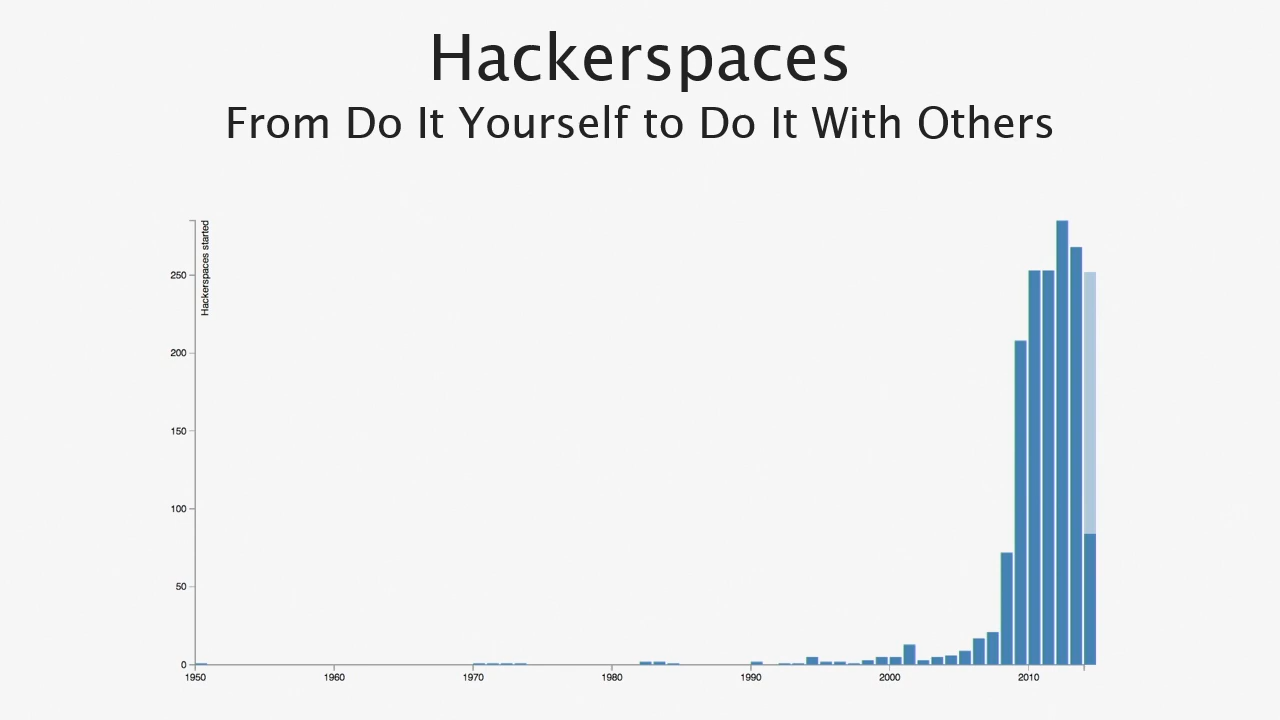 Hackerspaces
From Do It Yourself to Do It With Others
Hackerspaces started
250
200
150
100
50
0
1950 1960 1970 1980 1990 2000 2010